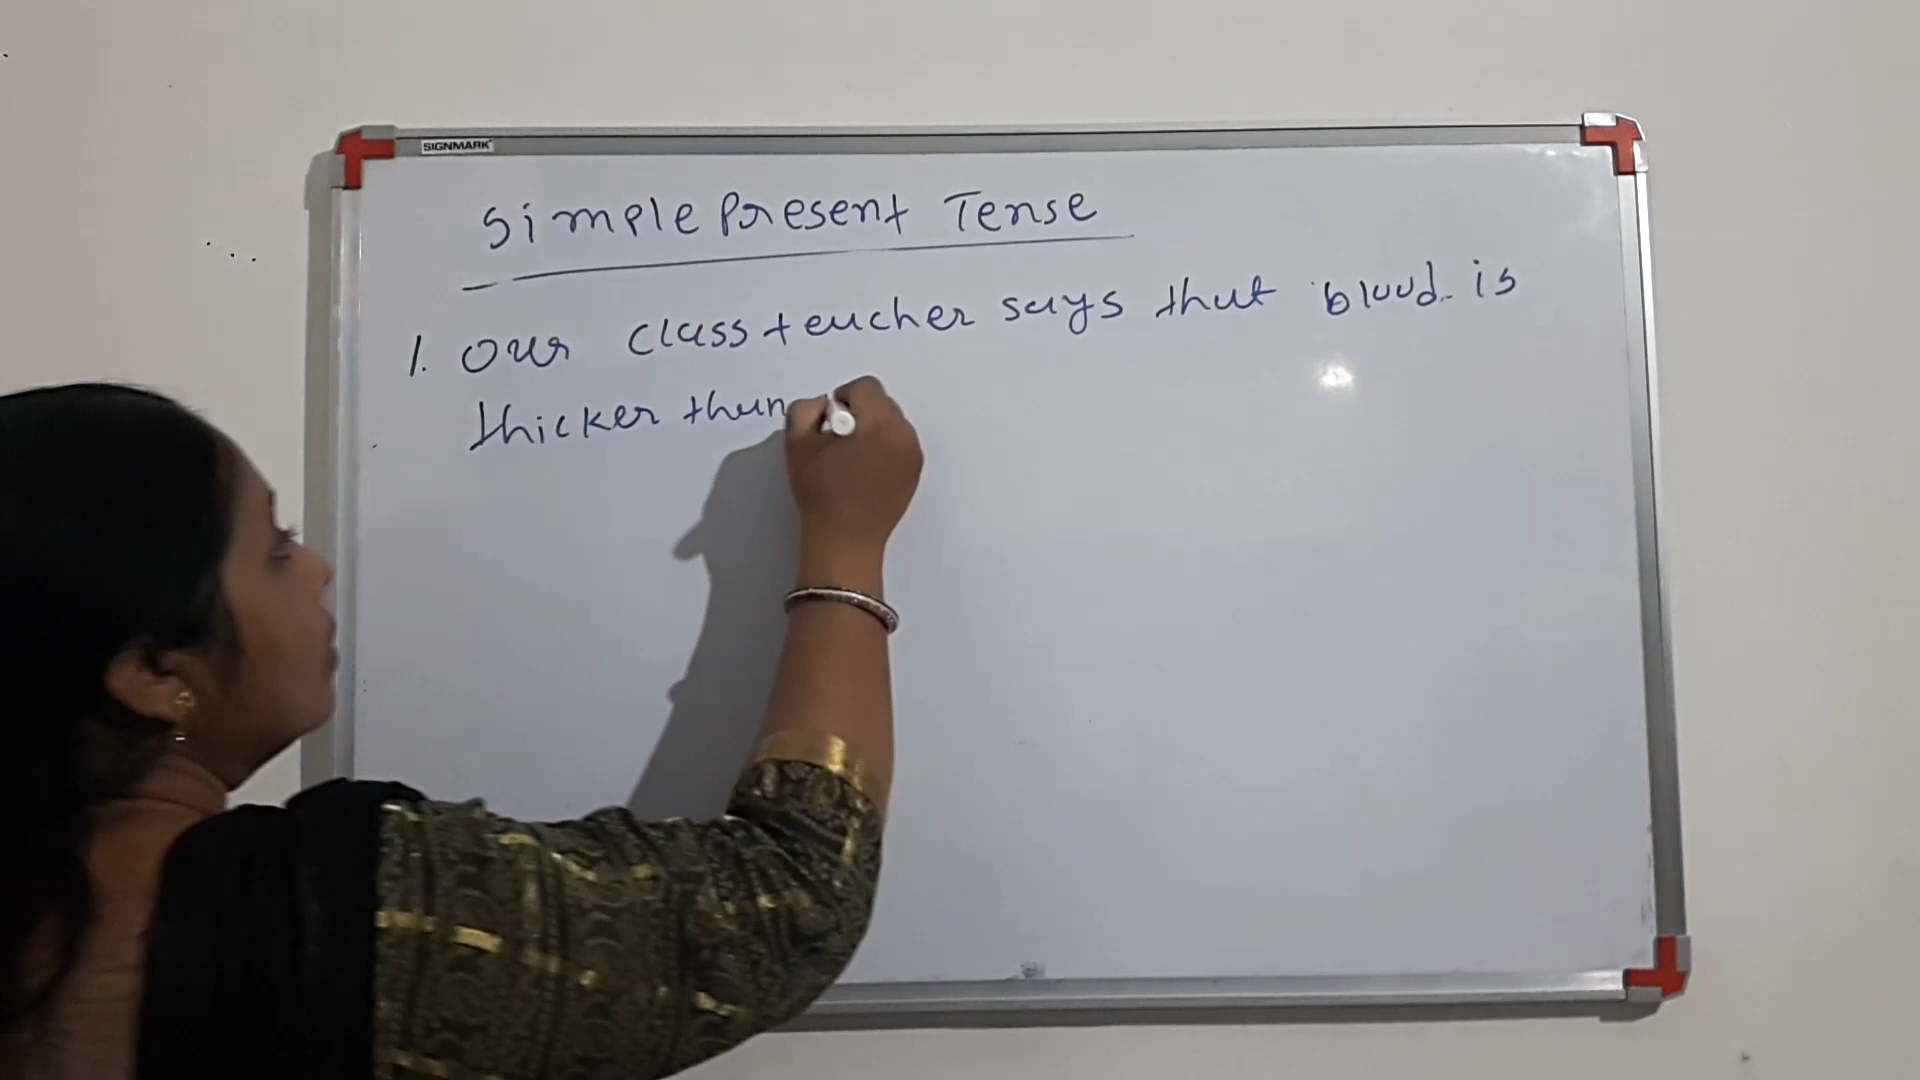 SIGNMARK
Simple Present Tense
1. Our class teacher says that blood is
thicker than